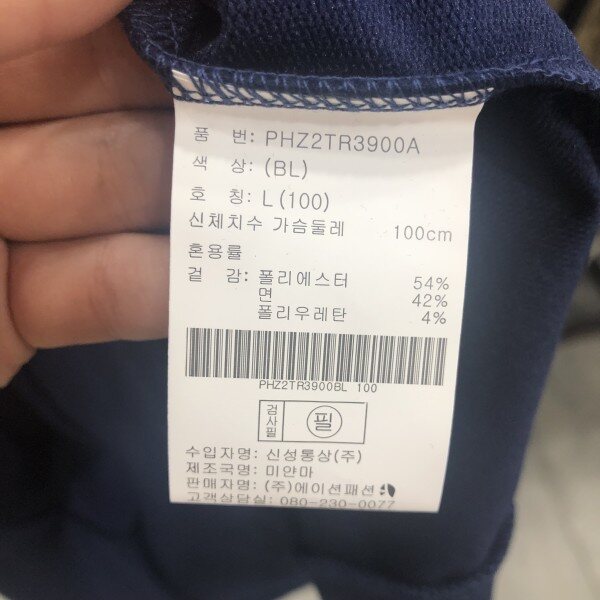 품 번: PHZ2TR3900A
색 상: (BL)
호 칭: L(100)
신체치수 가슴둘레 100cm
혼용률
겉 감: 폴리에스터 54%
면 42%
폴리우레탄 4%
PHZ2TR3900BL 100
검사필 필
수입자명: 신성통상(주)
제조국명: 미얀마
판매자명: (주)에이션패션
고객상담실: 080-230-0077